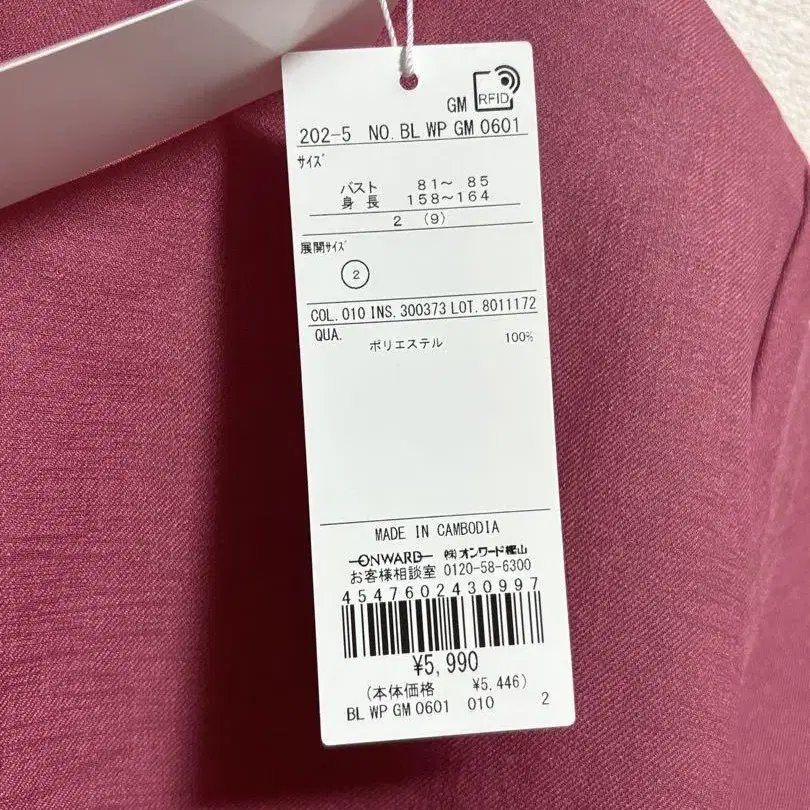 GM RFID
202-5 NO. BL WP GM 0601
ｻｲｽﾞ
バスト 81～ 85
身 長 158～164
2 (9)
展開ｻｲｽﾞ
2
COL. 010 INS. 300373 LOT. 8011172
QUA.
ポリエステル 100%
MADE IN CAMBODIA
ONWARD ㈱オンワード樫山
お客様相談室 0120-58-6300
4547602430997
¥5,990
(本体価格 ¥5,446)
BL WP GM 0601 010 2